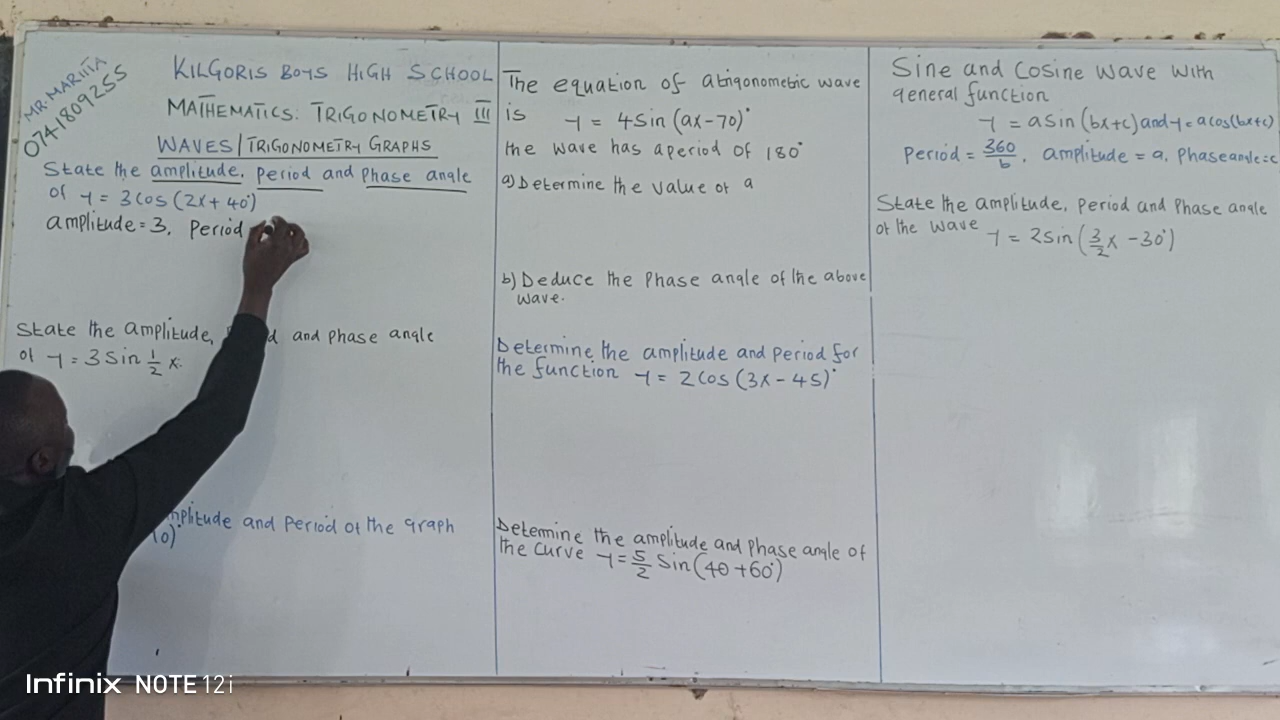 MR. MARITA
0741809255
KILGORIS BOYS HIGH SCHOOL
MATHEMATICS: TRIGONOMETRY III
WAVES/TRIGONOMETRY GRAPHS
State the amplitude, period and phase angle
of y = 3cos(2x+40°)
amplitude=3, Period
State the amplitude, and phase angle
of y=3sin 1/2 x.
amplitude and period of the graph
10)°
The equation of a trigonometric wave
is y = 4sin(ax-70)°
the wave has a period of 180°
a) Determine the value of a
b) Deduce the phase angle of the above
wave.
Determine the amplitude and period for
the function y = 2cos(3x-45)°
Detemine the amplitude and phase angle of
the curve y=5/2 sin(4θ+60°)
Sine and Cosine Wave with
general function
y = asin(bx+c) and y=acos(bx+c)
Period = 360/b, amplitude = a, Phase angle=c
State the amplitude, period and phase angle
of the wave y = 2sin(3/2x -30°)
Infinix NOTE 12i